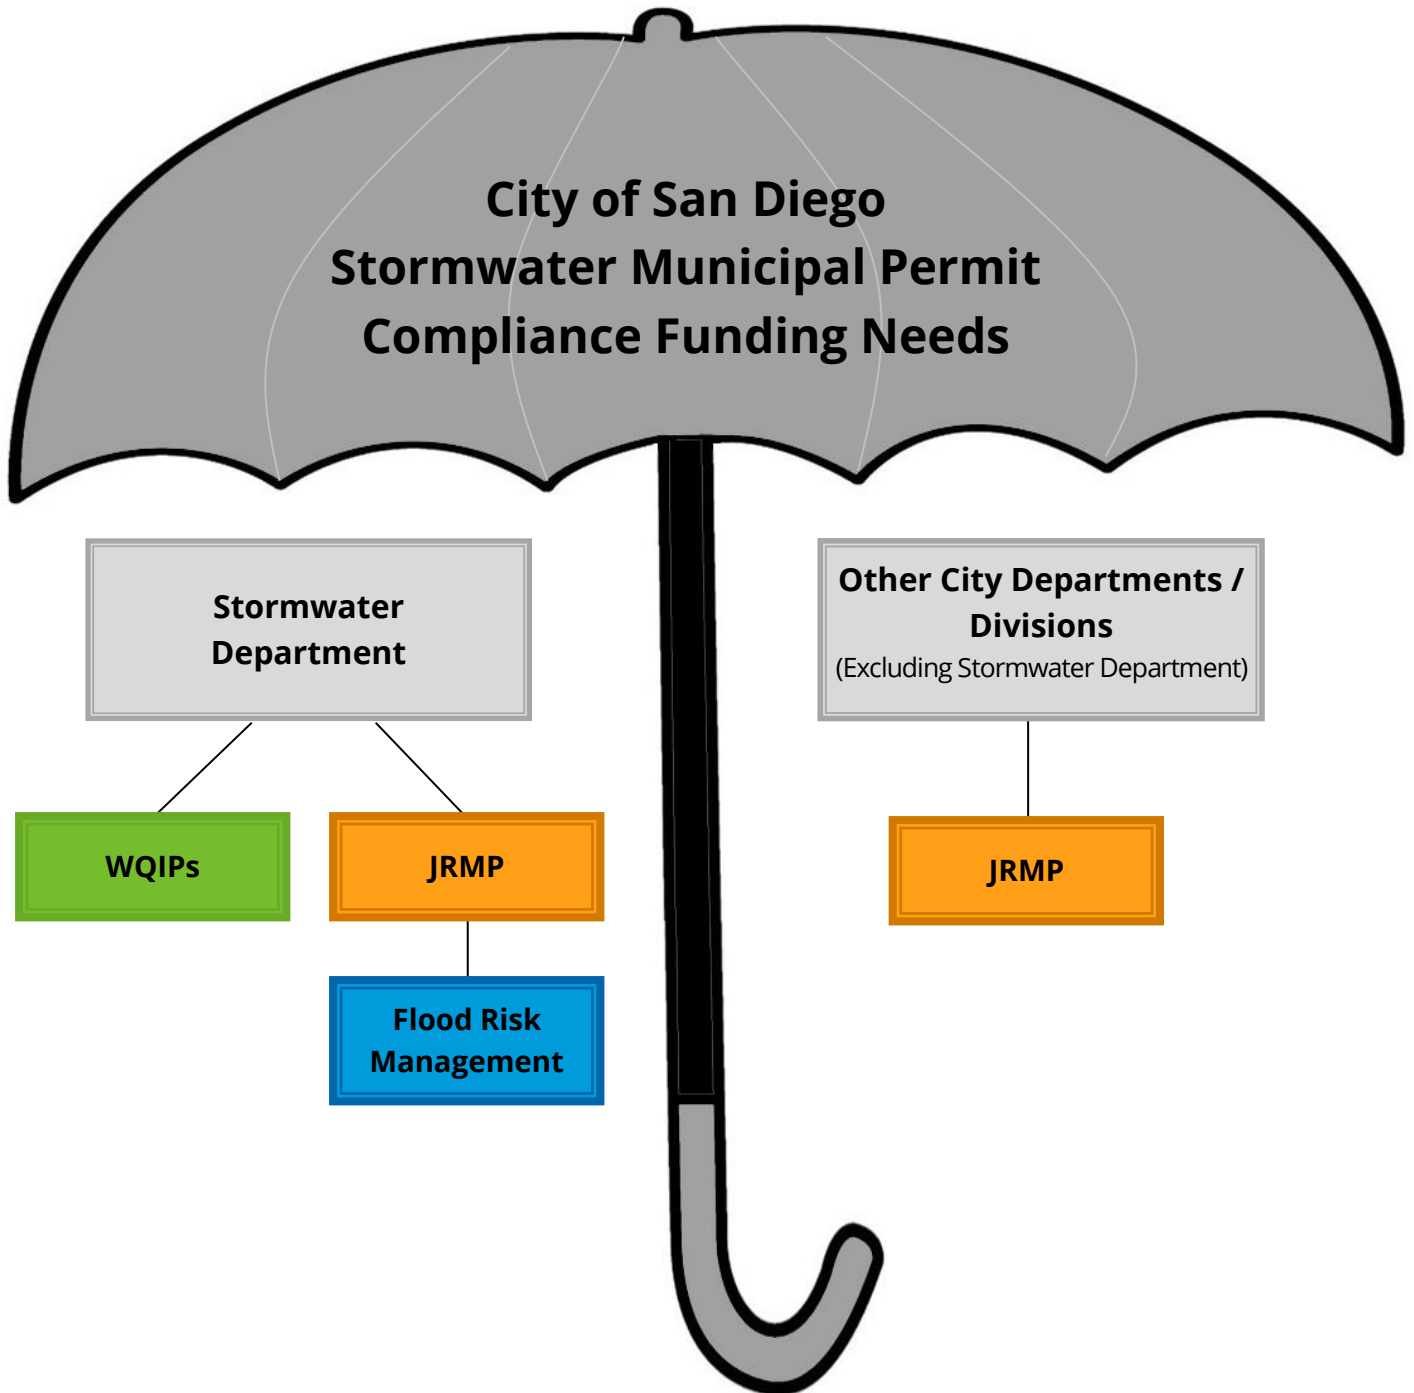 City of San Diego
Stormwater Municipal Permit
Compliance Funding Needs
Stormwater
Department
Other City Departments /
Divisions
(Excluding Stormwater Department)
WQIPs
JRMP
JRMP
Flood Risk
Management